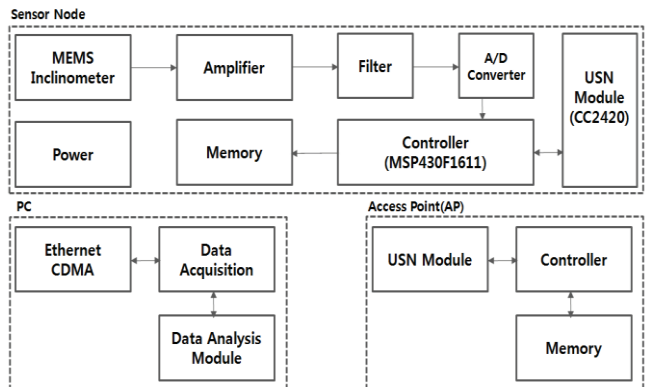 Sensor Node
MEMS
Inclinometer
Amplifier
Filter
A/D
Converter
USN
Module
(CC2420)
Power
Memory
Controller
(MSP430F1611)
PC
Ethernet
CDMA
Data
Acquisition
Data Analysis
Module
Access Point(AP)
USN Module
Controller
Memory